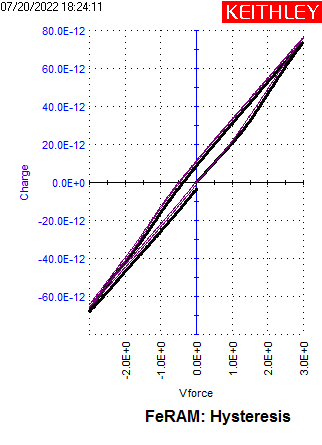 07/20/2022 18:24:11
KEITHLEY
80.0E-12
60.0E-12
40.0E-12
20.0E-12
0.0E+0
-20.0E-12
-40.0E-12
-60.0E-12
Charge
-2.0E+0
-1.0E+0
0.0E+0
1.0E+0
2.0E+0
3.0E+0
Vforce
FeRAM: Hysteresis